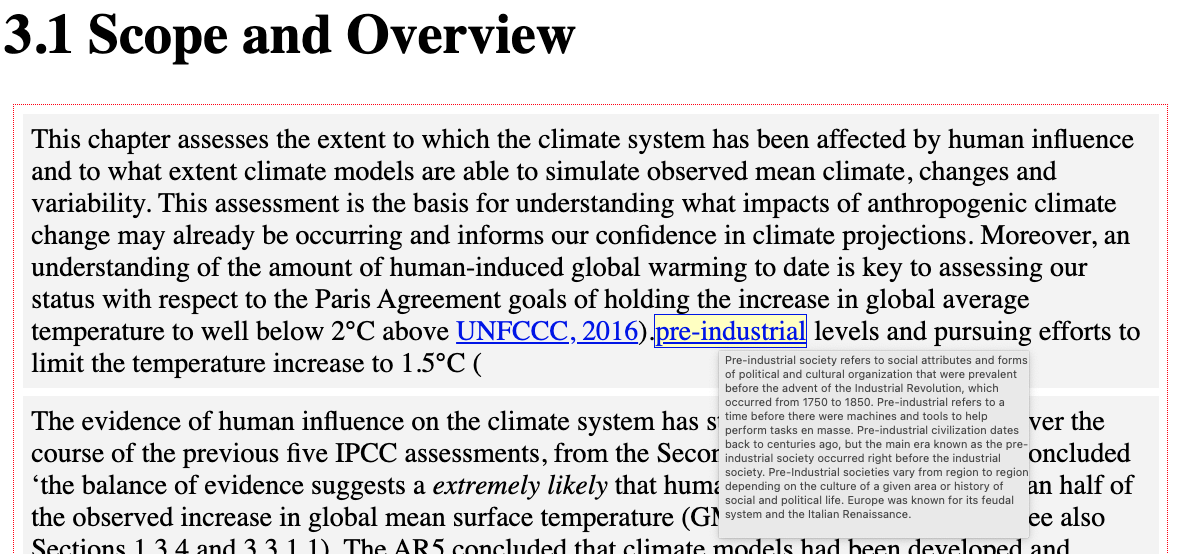 3.1 Scope and Overview
This chapter assesses the extent to which the climate system has been affected by human influence
and to what extent climate models are able to simulate observed mean climate, changes and
variability. This assessment is the basis for understanding what impacts of anthropogenic climate
change may already be occurring and informs our confidence in climate projections. Moreover, an
understanding of the amount of human-induced global warming to date is key to assessing our
status with respect to the Paris Agreement goals of holding the increase in global average
temperature to well below 2°C above UNFCCC, 2016).pre-industrial levels and pursuing efforts to
limit the temperature increase to 1.5°C (
Pre-industrial society refers to social attributes and forms
of political and cultural organization that were prevalent
before the advent of the Industrial Revolution, which
occurred from 1750 to 1850. Pre-industrial refers to a
time before there were machines and tools to help
perform tasks en masse. Pre-industrial civilization dates
back to centuries ago, but the main era known as the pre-
industrial society occurred right before the industrial
society. Pre-Industrial societies vary from region to region
depending on the culture of a given area or history of
social and political life. Europe was known for its feudal
system and the Italian Renaissance.
The evidence of human influence on the climate system has s ver the
course of the previous five IPCC assessments, from the Secon oncluded
‘the balance of evidence suggests a extremely likely that huma an half of
the observed increase in global mean surface temperature (GM ee also
Sections 1.3.4 and 3.3.1.1). The AR5 concluded that climate models had been developed and